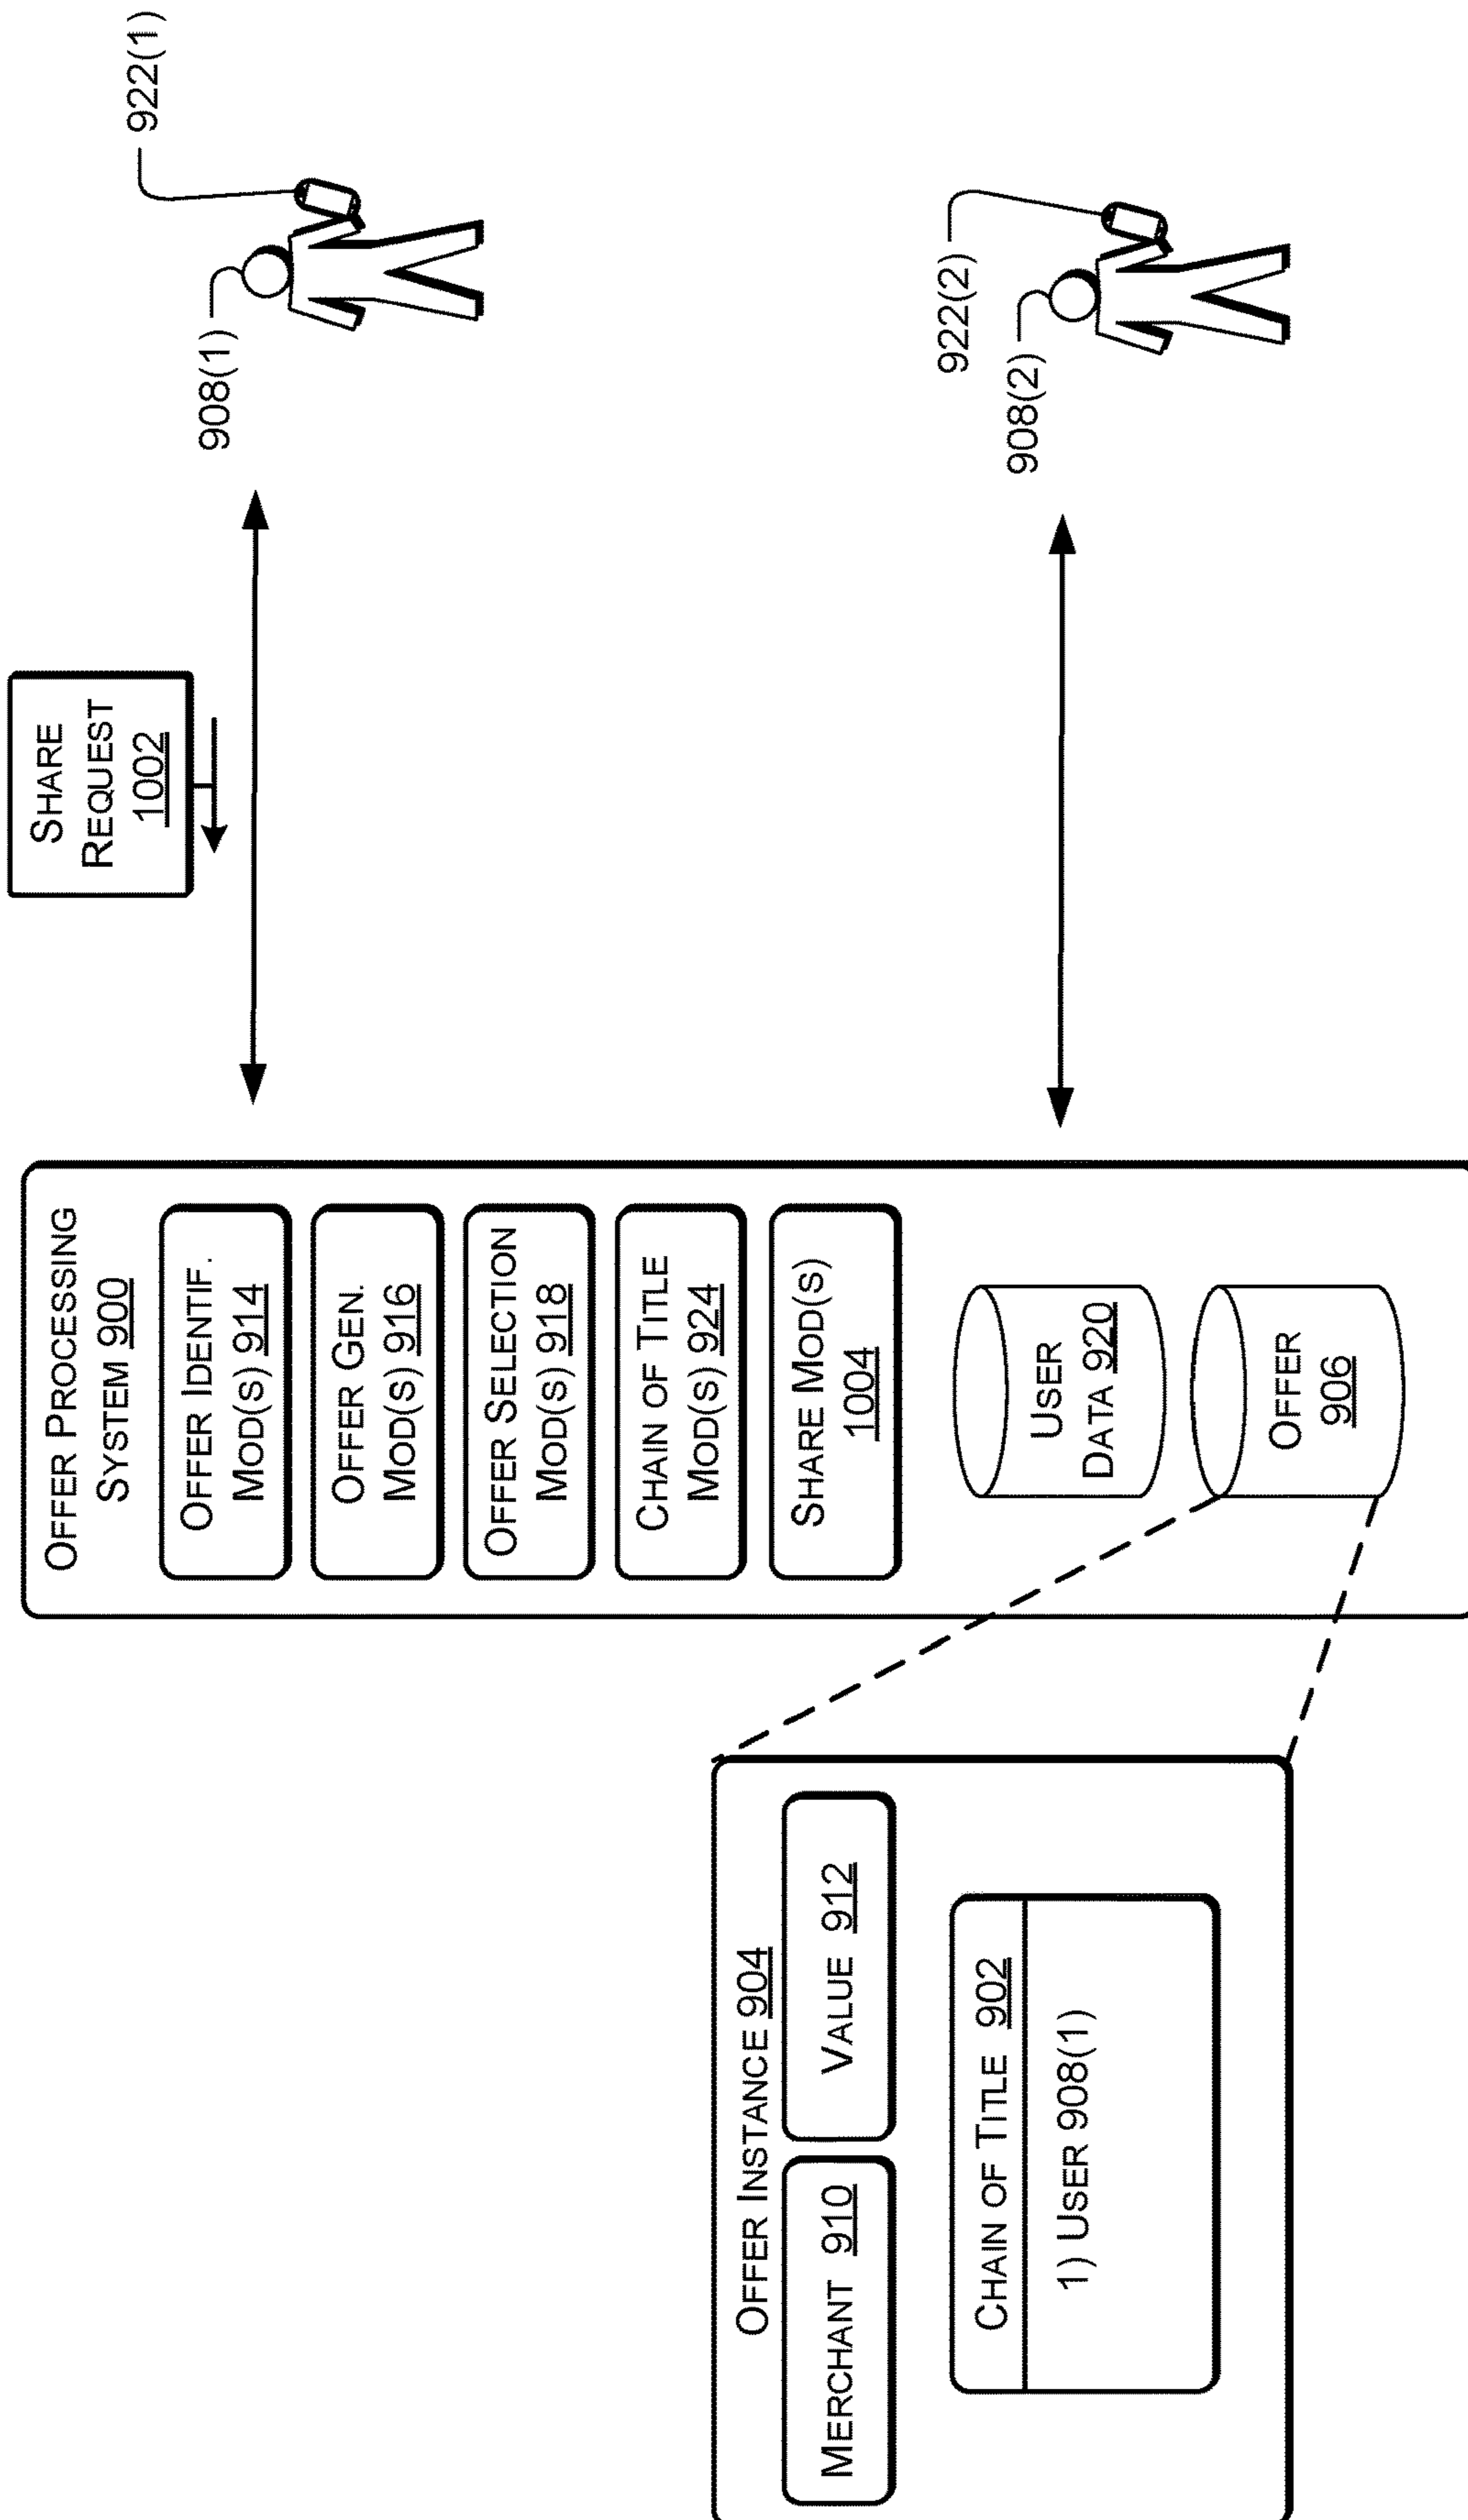 OFFER INSTANCE 904
MERCHANT 910
VALUE 912
CHAIN OF TITLE 902
1) USER 908(1)
OFFER PROCESSING
SYSTEM 900
OFFER IDENTIF.
MOD(S) 914
OFFER GEN.
MOD(S) 916
OFFER SELECTION
MOD(S) 918
CHAIN OF TITLE
MOD(S) 924
SHARE MOD(S)
1004
USER
DATA 920
OFFER
906
SHARE
REQUEST
1002
908(1)
922(1)
922(2)
908(2)